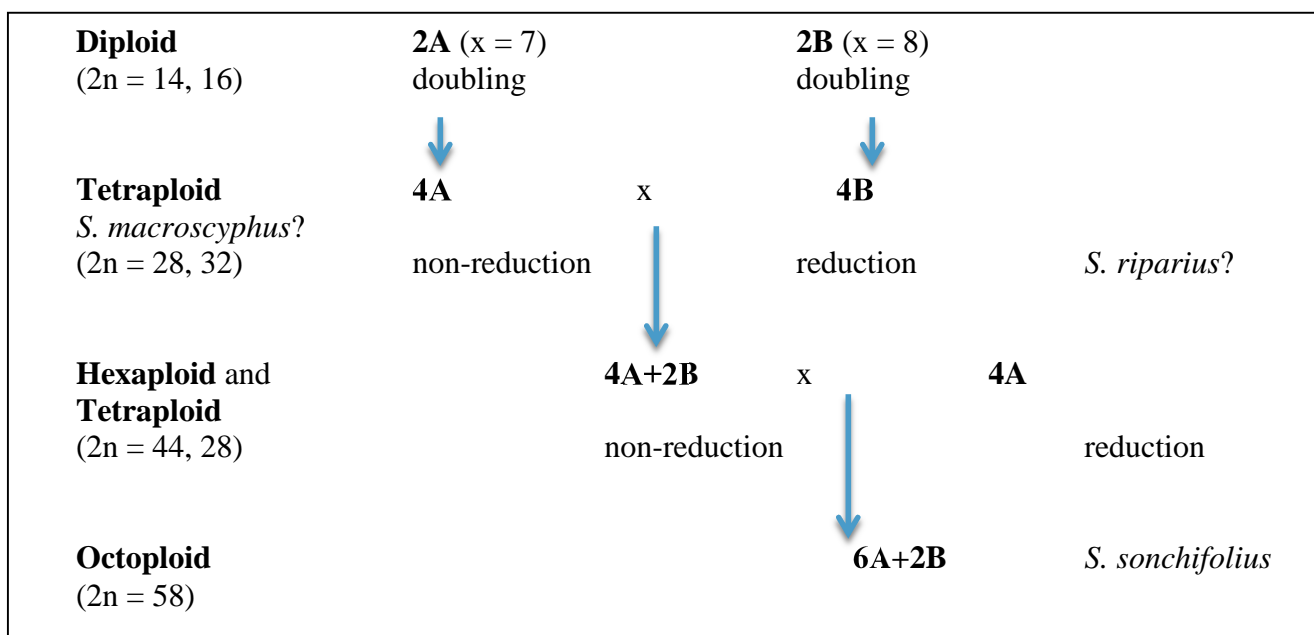 Diploid 2A (x = 7) 2B (x = 8)
(2n = 14, 16) doubling doubling
Tetraploid 4A x 4B
S. macroscyphus?
(2n = 28, 32) non-reduction reduction S. riparius?
Hexaploid and 4A+2B x 4A
Tetraploid
(2n = 44, 28) non-reduction reduction
Octoploid 6A+2B S. sonchifolius
(2n = 58)